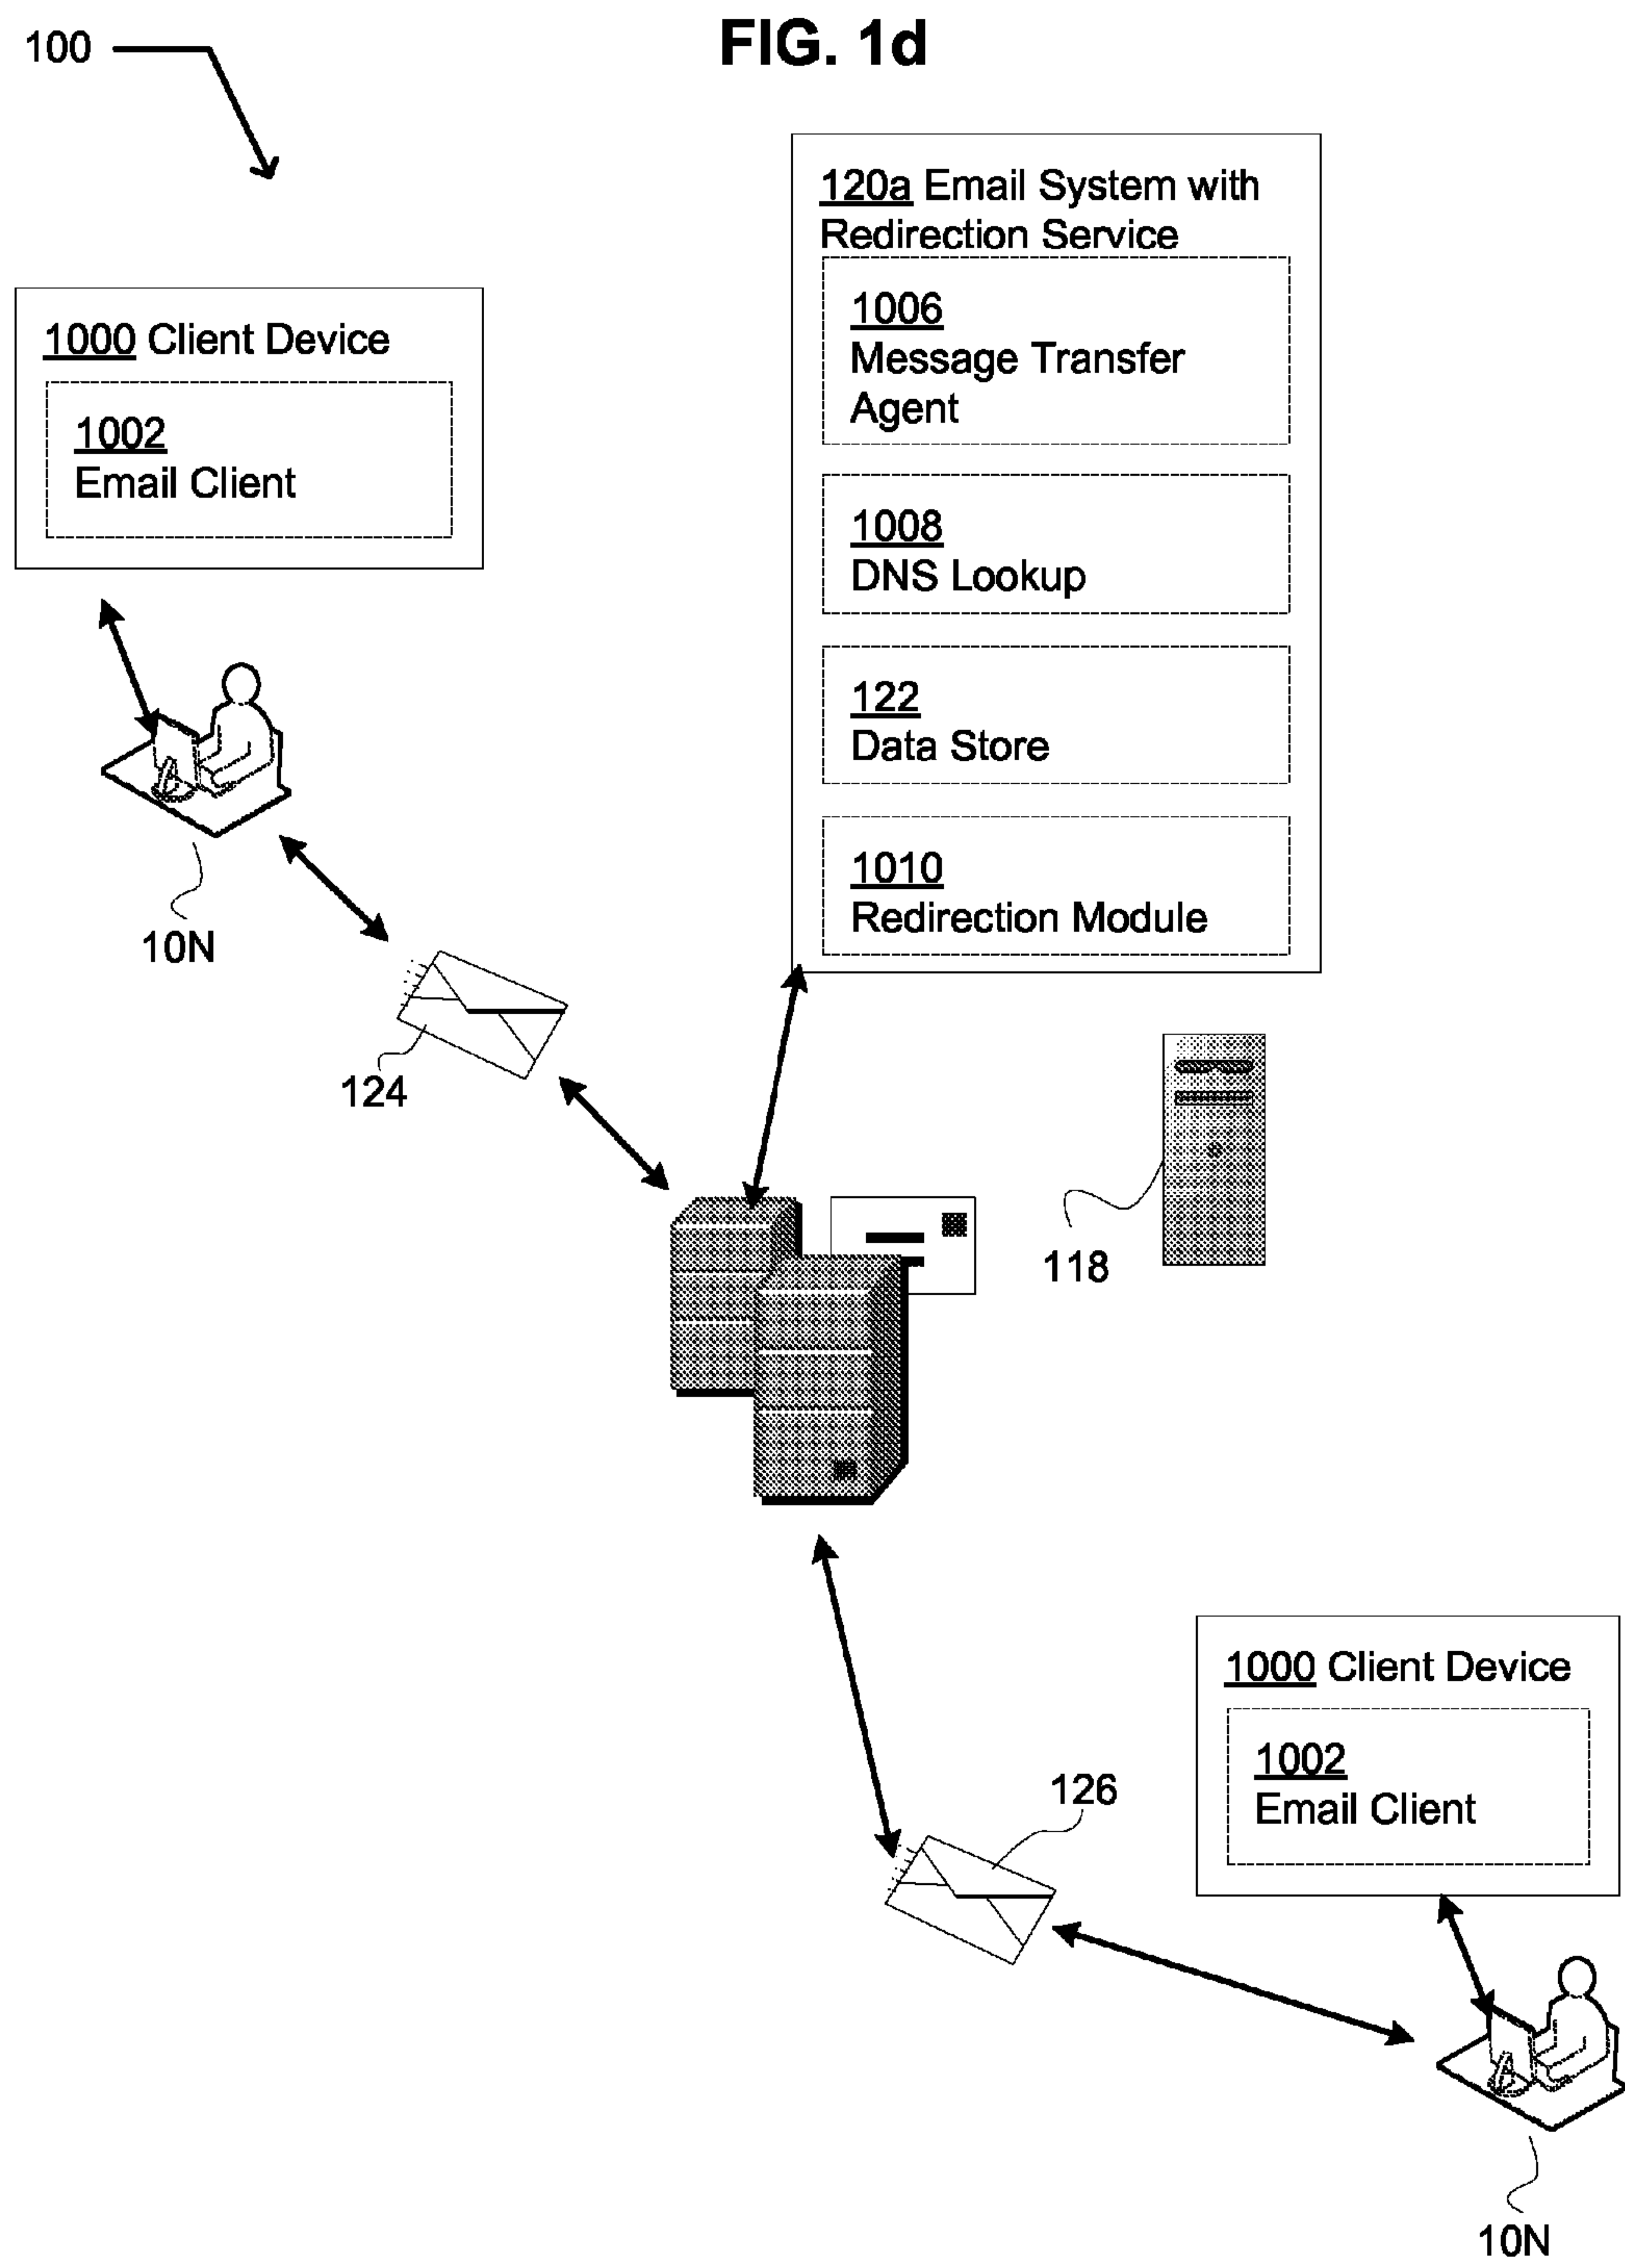 FIG. 1d
100
120a Email System with
Redirection Service
1006
Message Transfer
Agent
1008
DNS Lookup
122
Data Store
1010
Redirection Module
1000 Client Device
1002
Email Client
10N
124
118
1000 Client Device
1002
Email Client
126
10N